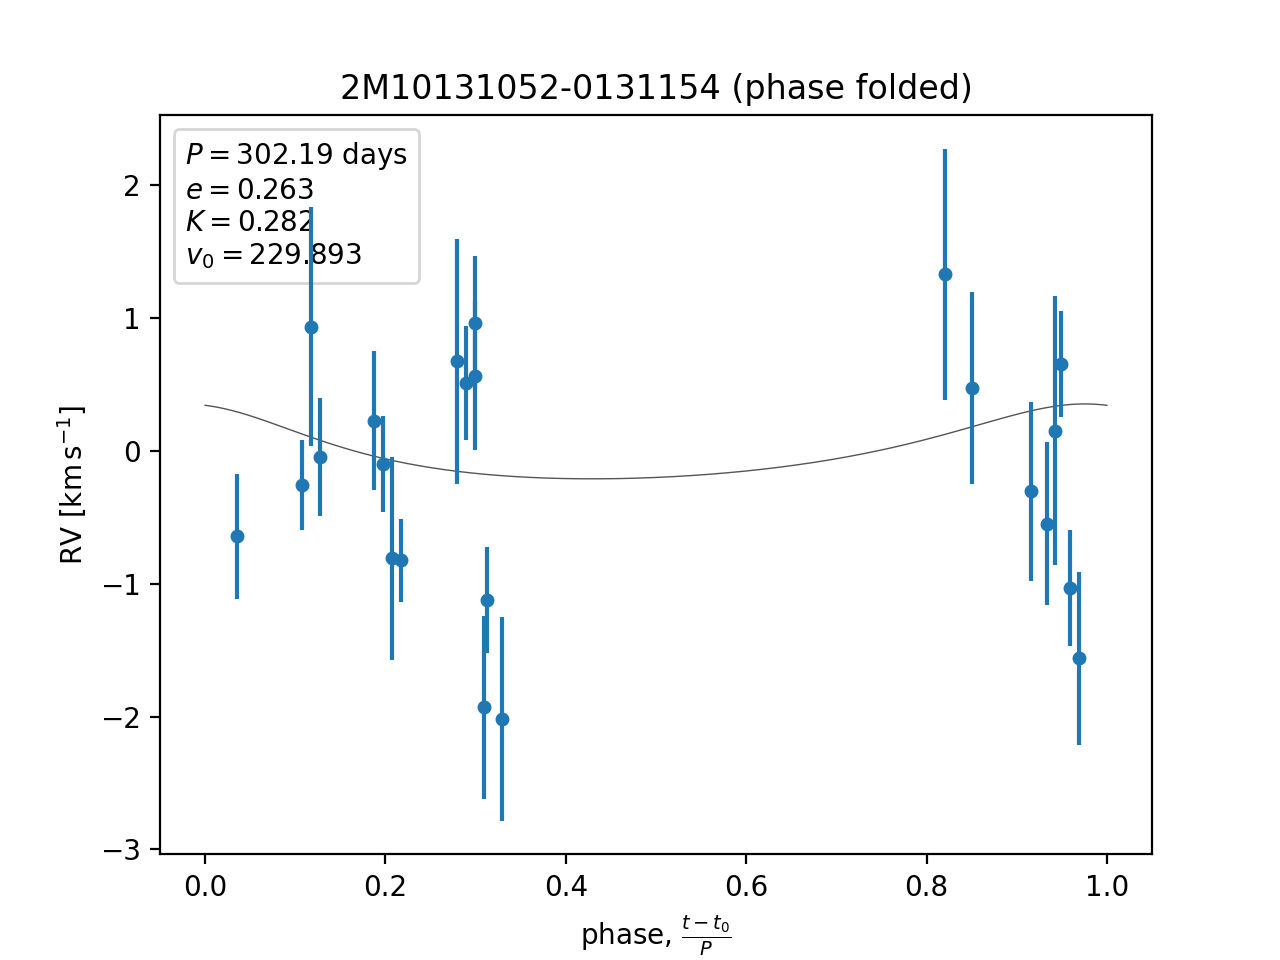 2M10131052-0131154 (phase folded)
P = 302.19 days
e = 0.263
K = 0.282
v₀ = 229.893
2
1
0
−1
−2
−3
RV [km s⁻¹]
0.0 0.2 0.4 0.6 0.8 1.0
phase, (t − t₀)/P